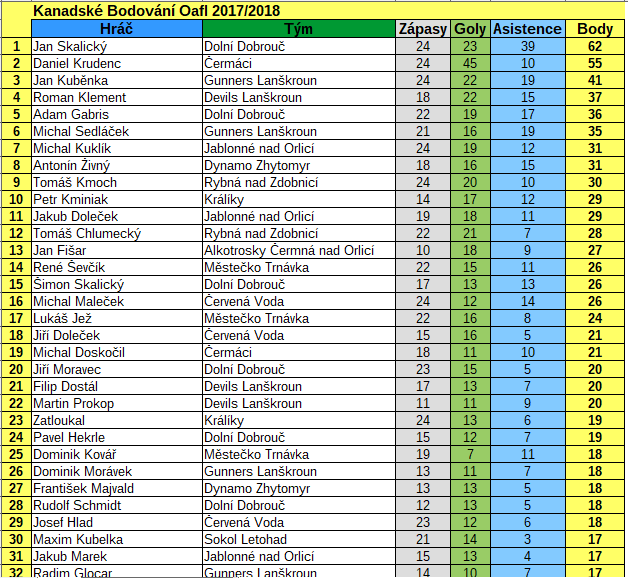 Kanadské Bodování Oafl 2017/2018
Hráč Tým Zápasy Goly Asistence Body
1 Jan Skalický Dolní Dobrouč 24 23 39 62
2 Daniel Krudenc Čermáci 24 45 10 55
3 Jan Kuběnka Gunners Lanškroun 24 22 19 41
4 Roman Klement Devils Lanškroun 18 22 15 37
5 Adam Gabris Dolní Dobrouč 22 19 17 36
6 Michal Sedláček Gunners Lanškroun 21 16 19 35
7 Michal Kuklík Jablonné nad Orlicí 24 19 12 31
8 Antonín Živný Dynamo Zhytomyr 18 16 15 31
9 Tomáš Kmoch Rybná nad Zdobnicí 24 20 10 30
10 Petr Kminiak Králíky 14 17 12 29
11 Jakub Doleček Jablonné nad Orlicí 19 18 11 29
12 Tomáš Chlumecký Rybná nad Zdobnicí 22 21 7 28
13 Jan Fišar Alkotrosky Čermná nad Orlicí 10 18 9 27
14 René Ševčík Městečko Trnávka 22 15 11 26
15 Šimon Skalický Dolní Dobrouč 17 13 13 26
16 Michal Maleček Červená Voda 24 12 14 26
17 Lukáš Jež Městečko Trnávka 22 16 8 24
18 Jiří Doleček Červená Voda 15 16 5 21
19 Michal Doskočil Čermáci 18 11 10 21
20 Jiří Moravec Dolní Dobrouč 23 15 5 20
21 Filip Dostál Devils Lanškroun 17 13 7 20
22 Martin Prokop Devils Lanškroun 11 11 9 20
23 Zatloukal Králíky 24 13 6 19
24 Pavel Hekrle Dolní Dobrouč 15 12 7 19
25 Dominik Kovář Městečko Trnávka 19 7 11 18
26 Dominik Morávek Gunners Lanškroun 13 11 7 18
27 František Majvald Dynamo Zhytomyr 13 13 5 18
28 Rudolf Schmidt Dolní Dobrouč 12 13 5 18
29 Josef Hlad Červená Voda 23 12 6 18
30 Maxim Kubelka Sokol Letohad 21 14 3 17
31 Jakub Marek Jablonné nad Orlicí 15 13 4 17
32 Radim Glocar Gunners Lanškroun 14 10 7 17